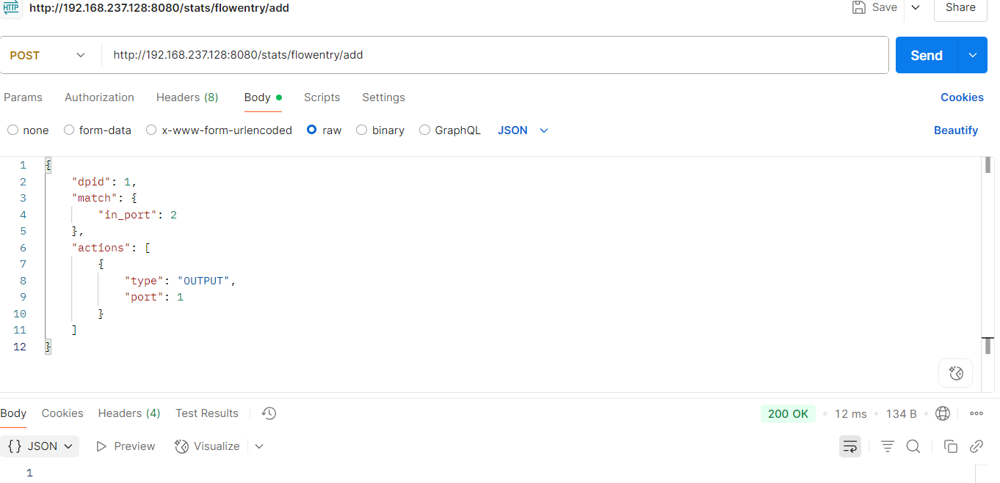 HTTP http://192.168.237.128:8080/stats/flowentry/add Save Share
POST http://192.168.237.128:8080/stats/flowentry/add Send
Params Authorization Headers (8) Body Scripts Settings Cookies
none form-data x-www-form-urlencoded raw binary GraphQL JSON Beautify
1 {
2 "dpid": 1,
3 "match": {
4 "in_port": 2
5 },
6 "actions": [
7 {
8 "type": "OUTPUT",
9 "port": 1
10 }
11 ]
12 }
Body Cookies Headers (4) Test Results 200 OK • 12 ms • 134 B •
{} JSON Preview Visualize
1